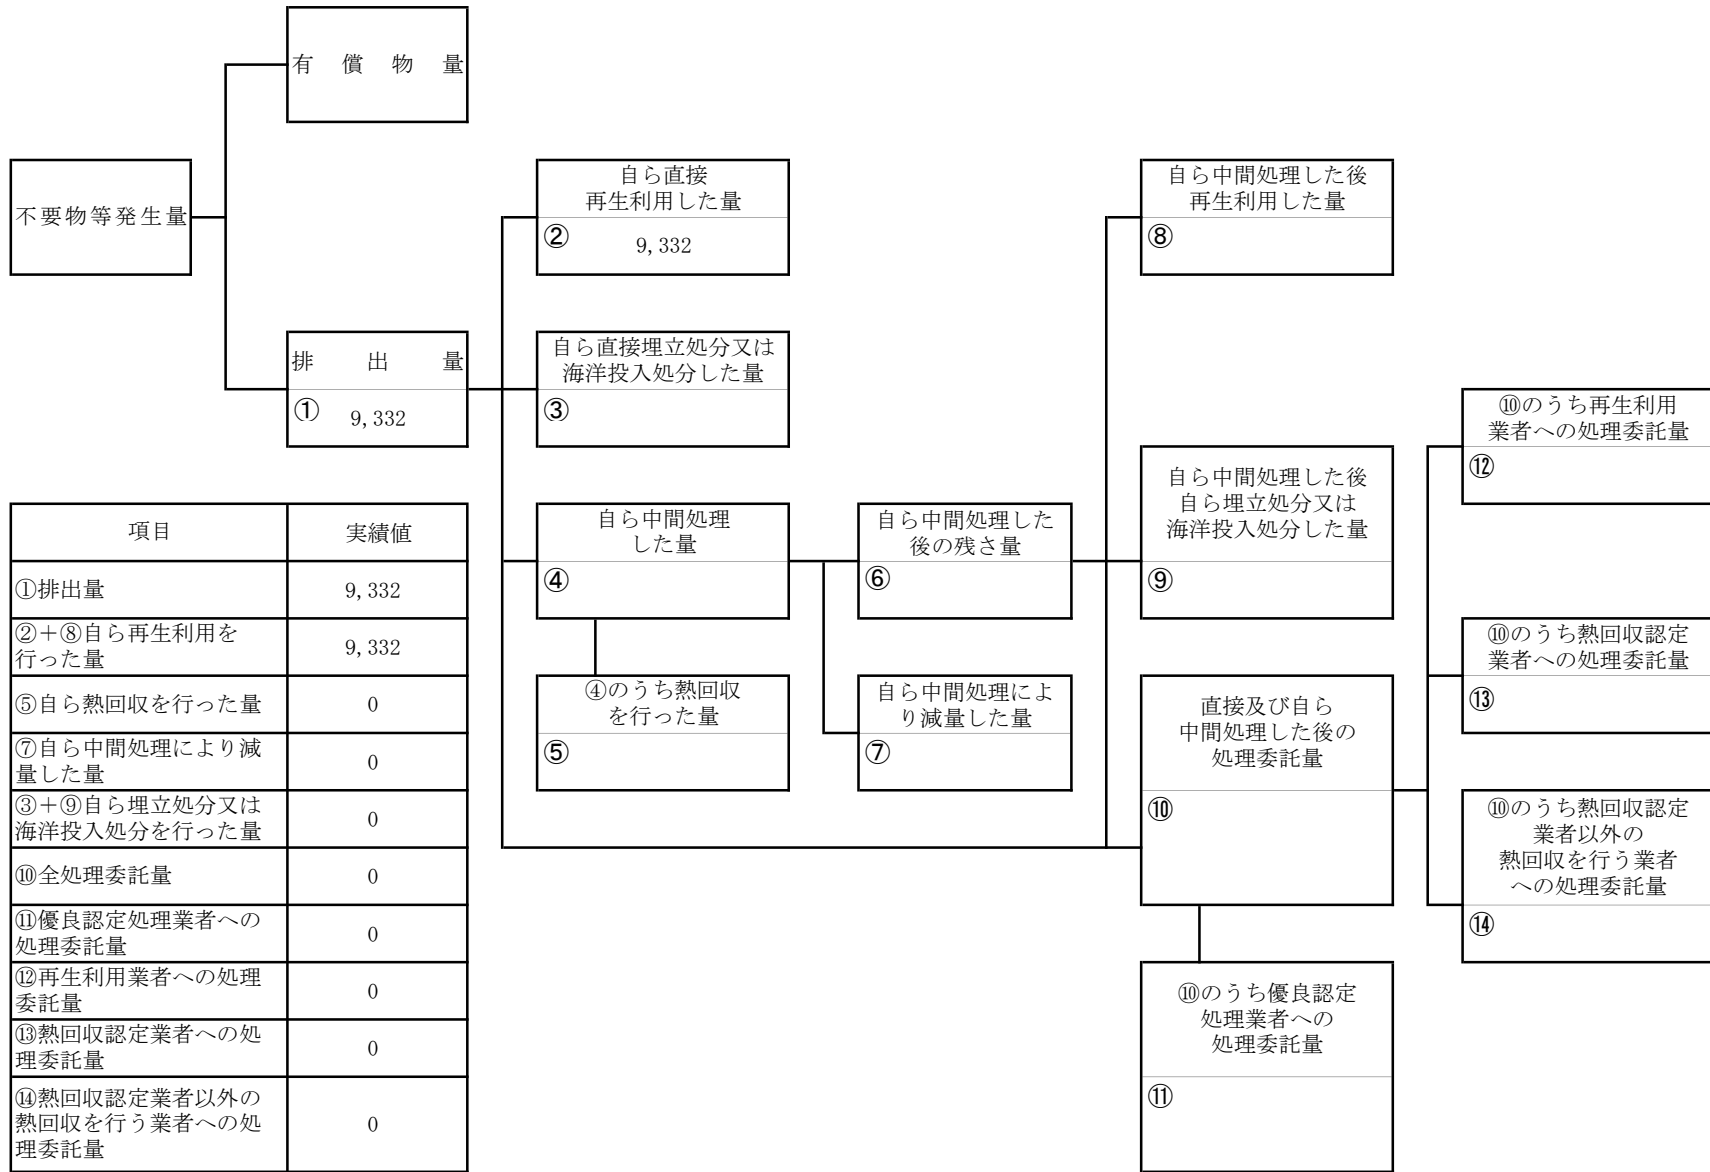 有償物量
不要物等発生量
排出量
① 9,332
自ら直接
再生利用した量
② 9,332
自ら直接埋立処分又は
海洋投入処分した量
③
自ら中間処理
した量
④
④のうち熱回収
を行った量
⑤
自ら中間処理した
後の残さ量
⑥
自ら中間処理によ
り減量した量
⑦
自ら中間処理した後
再生利用した量
⑧
自ら中間処理した後
自ら埋立処分又は
海洋投入処分した量
⑨
直接及び自ら
中間処理した後の
処理委託量
⑩
⑩のうち優良認定
処理業者への
処理委託量
⑪
⑩のうち再生利用
業者への処理委託量
⑫
⑩のうち熱回収認定
業者への処理委託量
⑬
⑩のうち熱回収認定
業者以外の
熱回収を行う業者
への処理委託量
⑭
項目 実績値
①排出量 9,332
②＋⑧自ら再生利用を
行った量 9,332
⑤自ら熱回収を行った量 0
⑦自ら中間処理により減
量した量 0
③＋⑨自ら埋立処分又は
海洋投入処分を行った量 0
⑩全処理委託量 0
⑪優良認定処理業者への
処理委託量 0
⑫再生利用業者への処理
委託量 0
⑬熱回収認定業者への処
理委託量 0
⑭熱回収認定業者以外の
熱回収を行う業者への処
理委託量 0